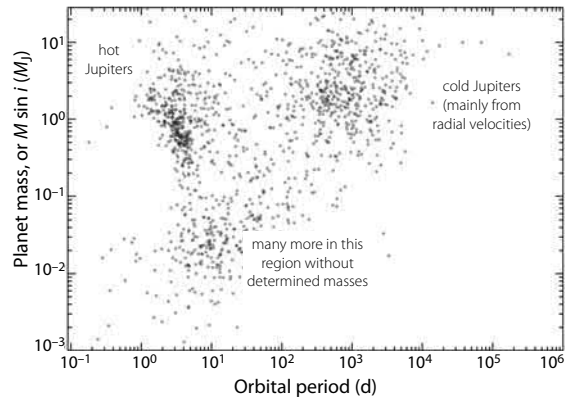 Planet mass, or M sin i (MJ)
10¹
10⁰
10⁻¹
10⁻²
10⁻³
hot
Jupiters
cold Jupiters
(mainly from
radial velocities)
many more in this
region without
determined masses
10⁻¹ 10⁰ 10¹ 10² 10³ 10⁴ 10⁵ 10⁶
Orbital period (d)